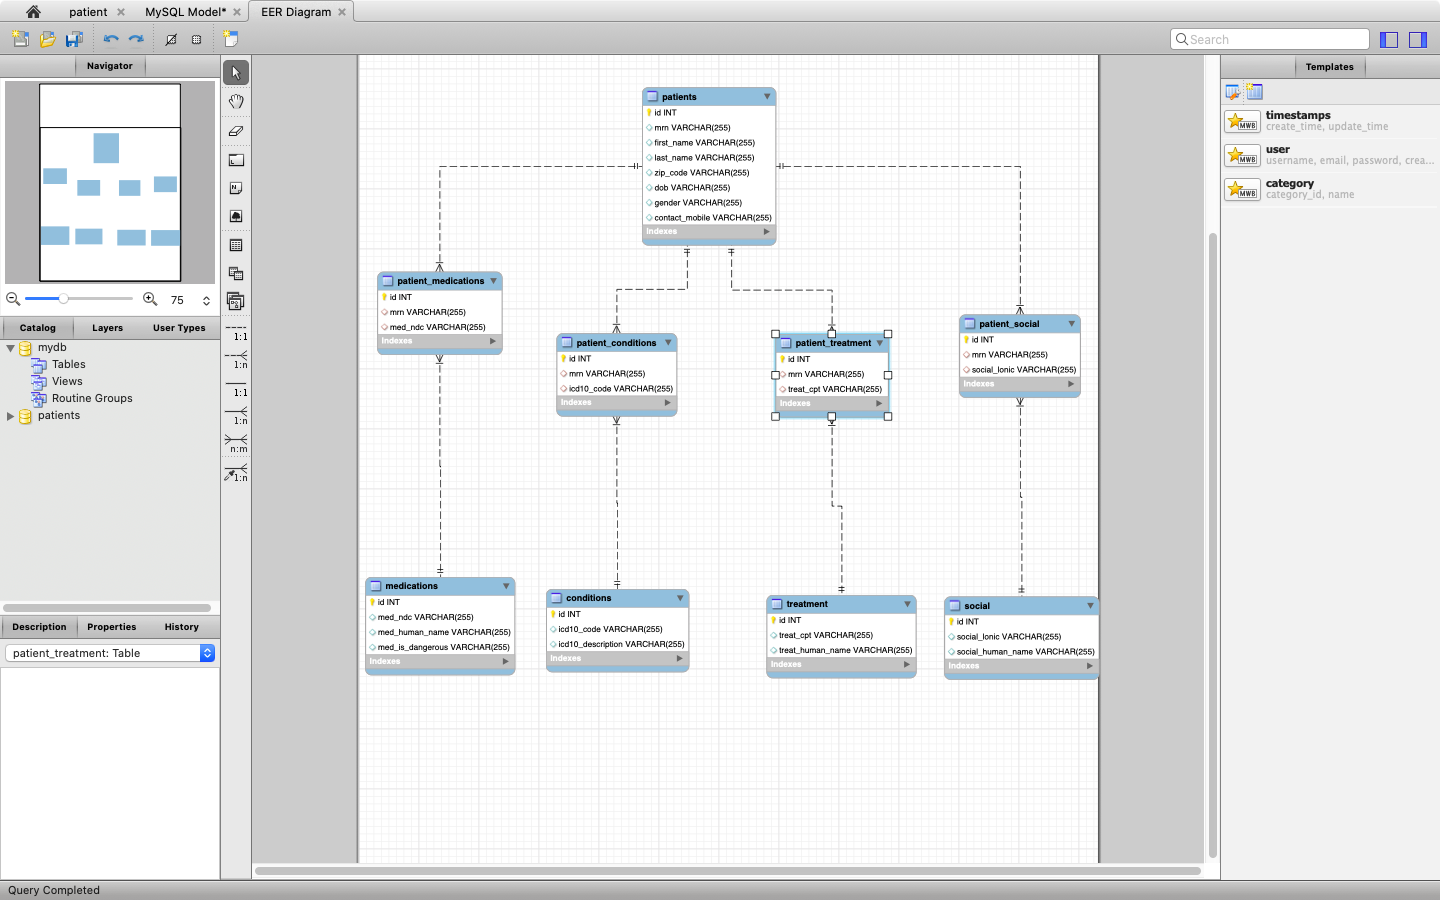 patient
MySQL Model*
EER Diagram
Search
Navigator
75
Catalog
Layers
User Types
mydb
Tables
Views
Routine Groups
patients
Description
Properties
History
patient_treatment: Table
1:1
1:n
1:1
1:n
n:m
1:n
patients
id INT
mrn VARCHAR(255)
first_name VARCHAR(255)
last_name VARCHAR(255)
zip_code VARCHAR(255)
dob VARCHAR(255)
gender VARCHAR(255)
contact_mobile VARCHAR(255)
Indexes
patient_medications
id INT
mrn VARCHAR(255)
med_ndc VARCHAR(255)
Indexes
patient_conditions
id INT
mrn VARCHAR(255)
icd10_code VARCHAR(255)
Indexes
patient_treatment
id INT
mrn VARCHAR(255)
treat_cpt VARCHAR(255)
Indexes
patient_social
id INT
mrn VARCHAR(255)
social_lonic VARCHAR(255)
Indexes
medications
id INT
med_ndc VARCHAR(255)
med_human_name VARCHAR(255)
med_is_dangerous VARCHAR(255)
Indexes
conditions
id INT
icd10_code VARCHAR(255)
icd10_description VARCHAR(255)
Indexes
treatment
id INT
treat_cpt VARCHAR(255)
treat_human_name VARCHAR(255)
Indexes
social
id INT
social_lonic VARCHAR(255)
social_human_name VARCHAR(255)
Indexes
Templates
MWB
timestamps
create_time, update_time
MWB
user
username, email, password, crea...
MWB
category
category_id, name
Query Completed